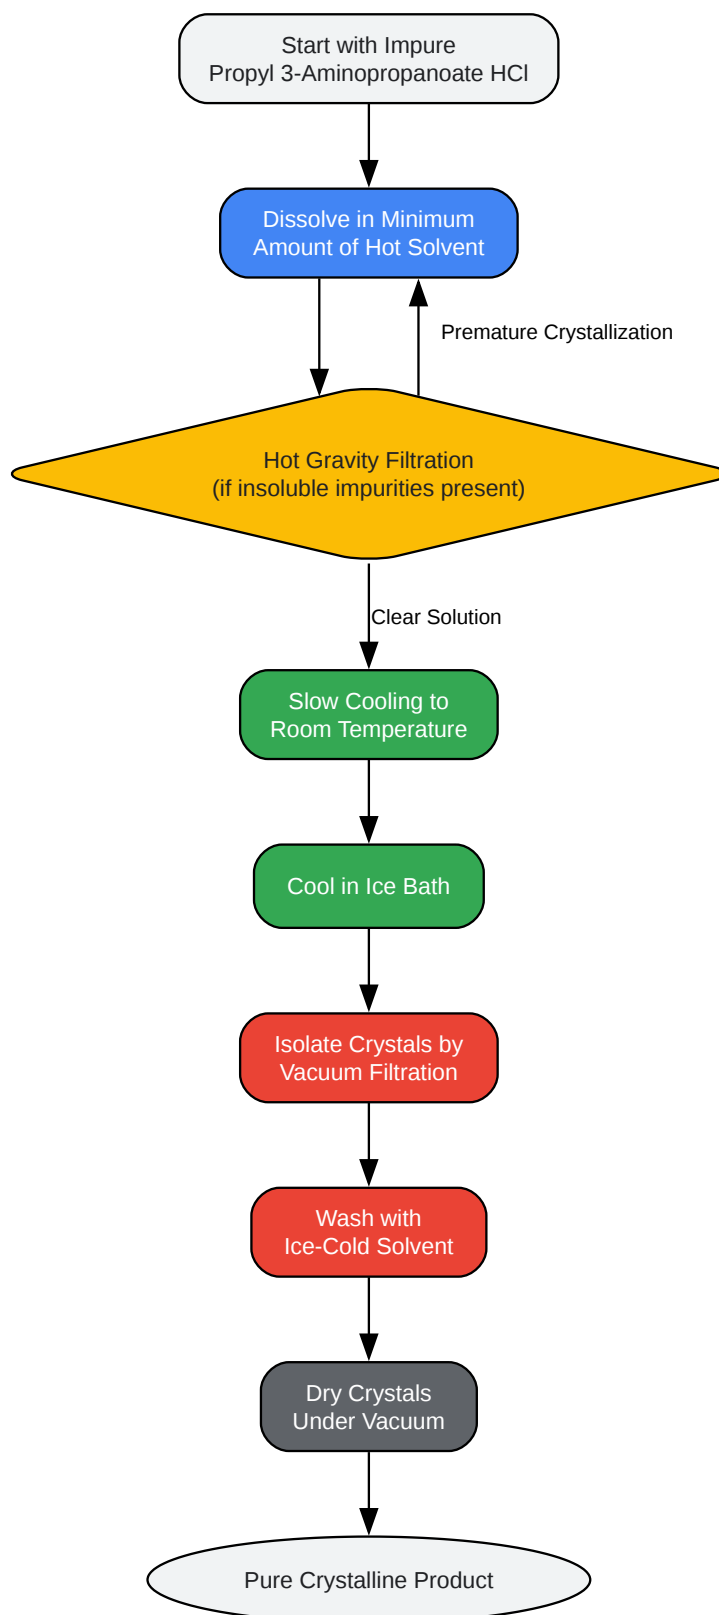 Start with Impure
Propyl 3-Aminopropanoate HCl
Dissolve in Minimum
Amount of Hot Solvent
Premature Crystallization
Hot Gravity Filtration
(if insoluble impurities present)
Clear Solution
Slow Cooling to
Room Temperature
Cool in Ice Bath
Isolate Crystals by
Vacuum Filtration
Wash with
Ice-Cold Solvent
Dry Crystals
Under Vacuum
Pure Crystalline Product